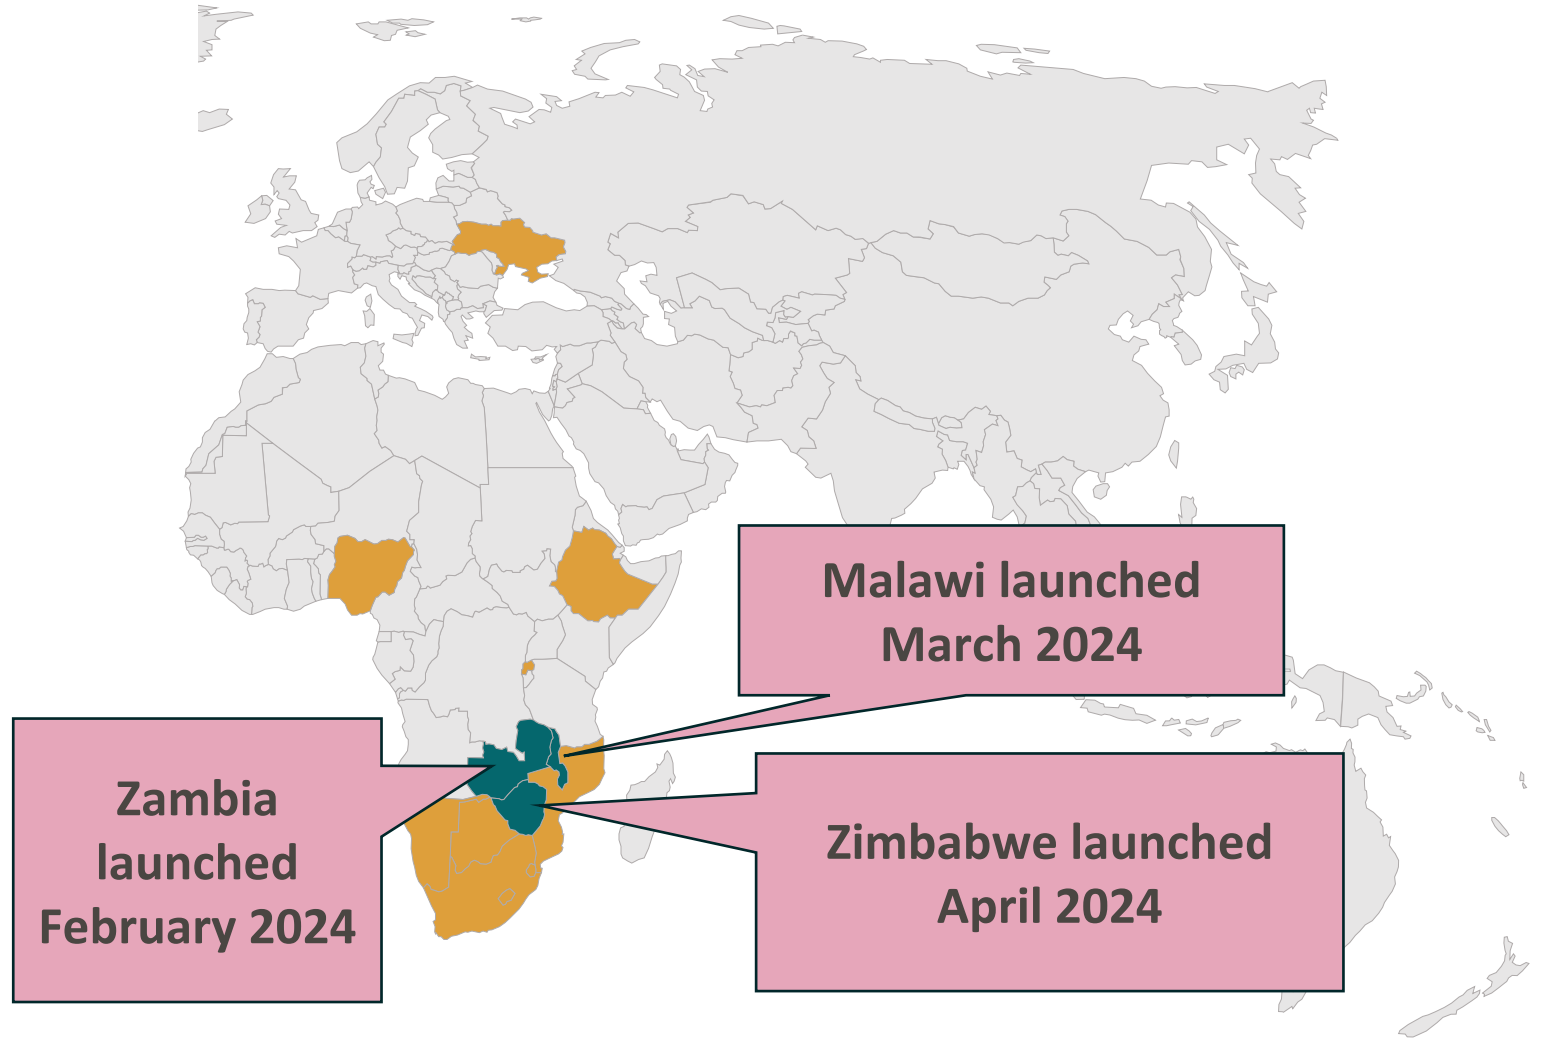 Malawi launched
March 2024
Zambia
launched
February 2024
Zimbabwe launched
April 2024